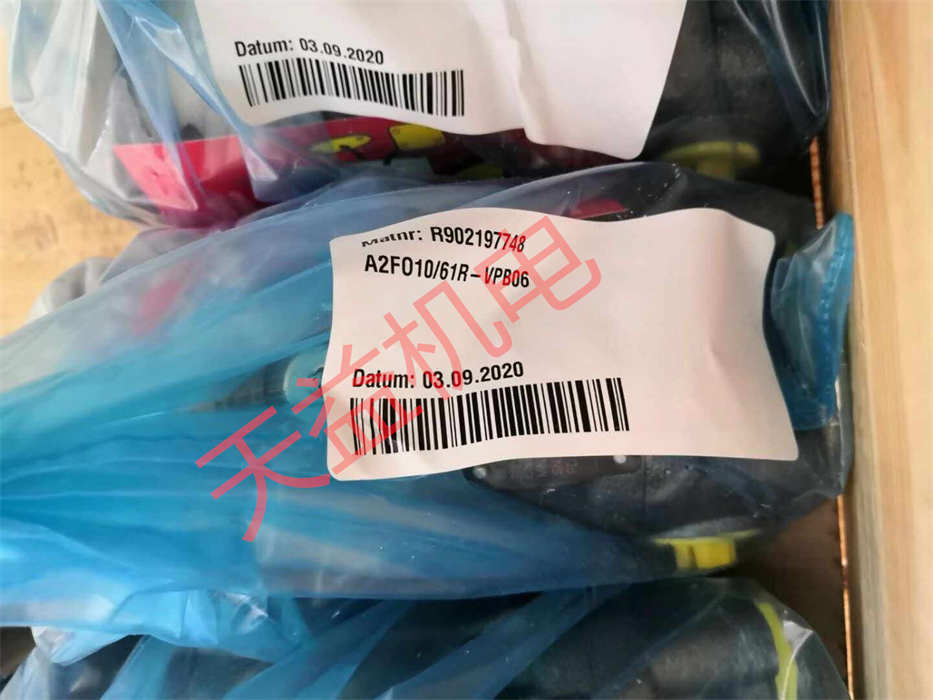 Datum: 03.09.2020
Matnr: R902197748
A2FO10/61R-VPB06
Datum: 03.09.2020
天益机电